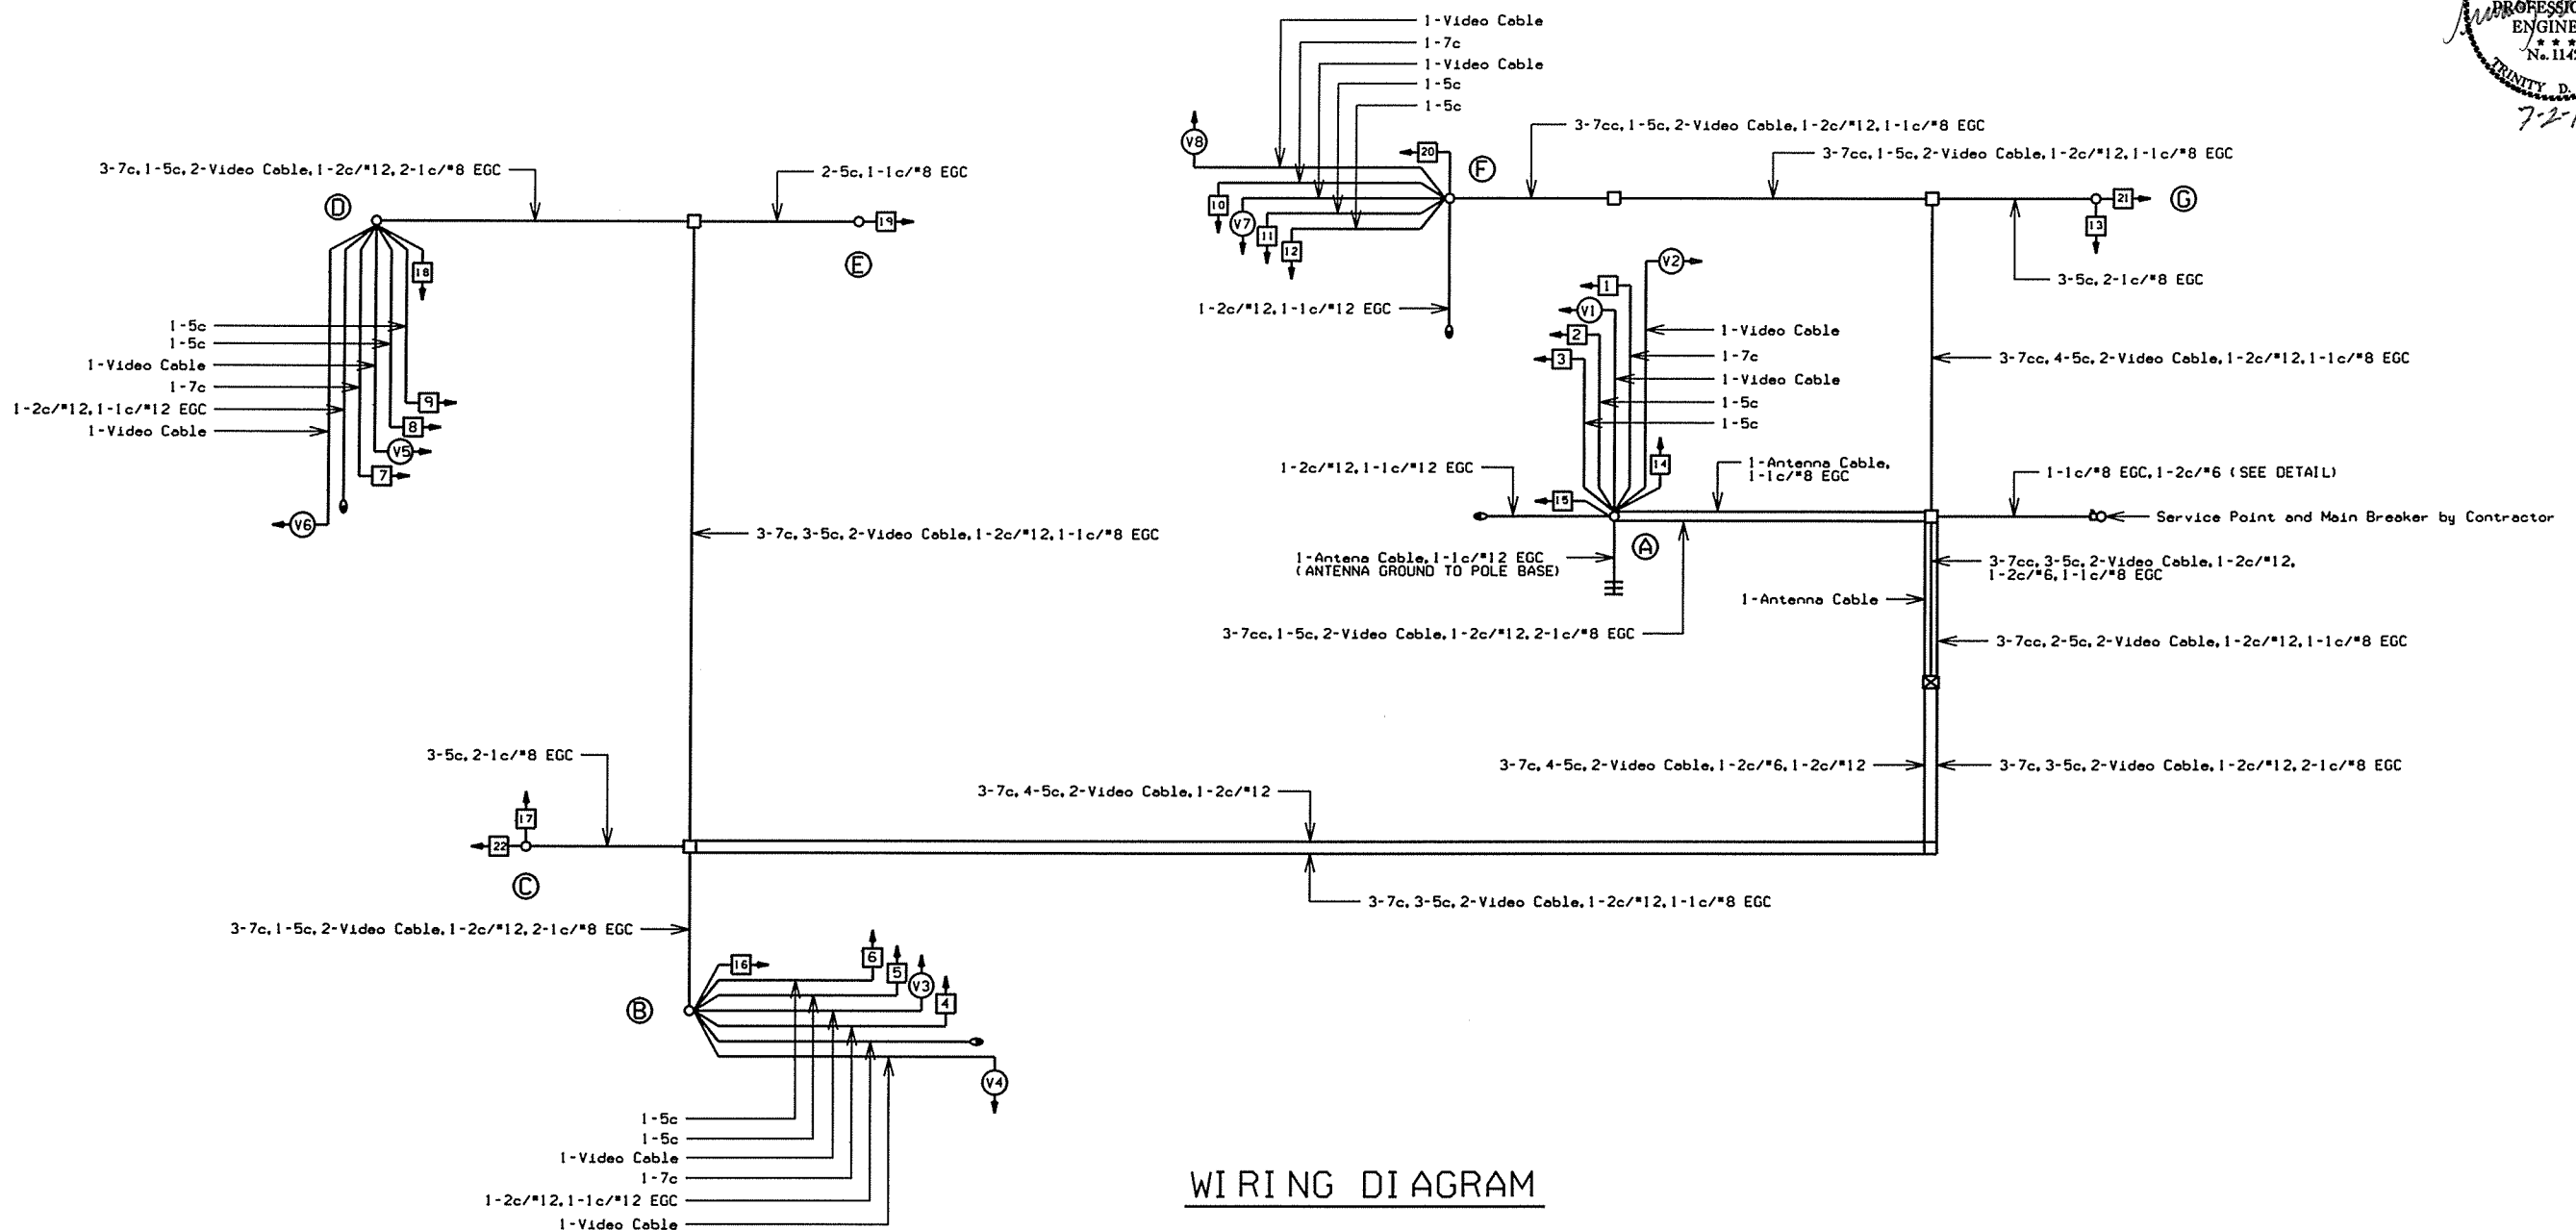 PROFESSIO
ENGINE
No. 114
TRINITY D.
7-2-1
1-Video Cable
1-7c
1-Video Cable
1-5c
1-5c
V8
20
F
10
V7
11
12
3-7cc,1-5c,2-Video Cable,1-2c/#12,1-1c/#8 EGC
3-7cc,1-5c,2-Video Cable,1-2c/#12,1-1c/#8 EGC
21
G
13
3-5c,2-1c/#8 EGC
1-2c/#12,1-1c/#12 EGC
3-7c,1-5c,2-Video Cable,1-2c/#12,2-1c/#8 EGC
2-5c,1-1c/#8 EGC
D
19
E
18
1-5c
1-5c
1-Video Cable
1-7c
1-2c/#12,1-1c/#12 EGC
1-Video Cable
9
8
V5
7
V6
V2
1
V1
2
3
1-Video Cable
1-7c
1-Video Cable
1-5c
1-5c
14
15
A
3-7cc,4-5c,2-Video Cable,1-2c/#12,1-1c/#8 EGC
1-2c/#12,1-1c/#12 EGC
1-Antenna Cable,
1-1c/#8 EGC
1-1c/#8 EGC,1-2c/#6 (SEE DETAIL)
Service Point and Main Breaker by Contractor
3-7c,3-5c,2-Video Cable,1-2c/#12,1-1c/#8 EGC
1-Antena Cable,1-1c/#12 EGC
(ANTENNA GROUND TO POLE BASE)
3-7cc,3-5c,2-Video Cable,1-2c/#12,
1-2c/#6,1-1c/#8 EGC
1-Antenna Cable
3-7cc,1-5c,2-Video Cable,1-2c/#12,2-1c/#8 EGC
3-7cc,2-5c,2-Video Cable,1-2c/#12,1-1c/#8 EGC
3-5c,2-1c/#8 EGC
3-7c,4-5c,2-Video Cable,1-2c/#6,1-2c/#12
3-7c,3-5c,2-Video Cable,1-2c/#12,2-1c/#8 EGC
3-7c,4-5c,2-Video Cable,1-2c/#12
17
22
C
3-7c,3-5c,2-Video Cable,1-2c/#12,1-1c/#8 EGC
3-7c,1-5c,2-Video Cable,1-2c/#12,2-1c/#8 EGC
16
6
5
V3
4
B
V4
1-5c
1-5c
1-Video Cable
1-7c
1-2c/#12,1-1c/#12 EGC
1-Video Cable
WIRING DIAGRAM